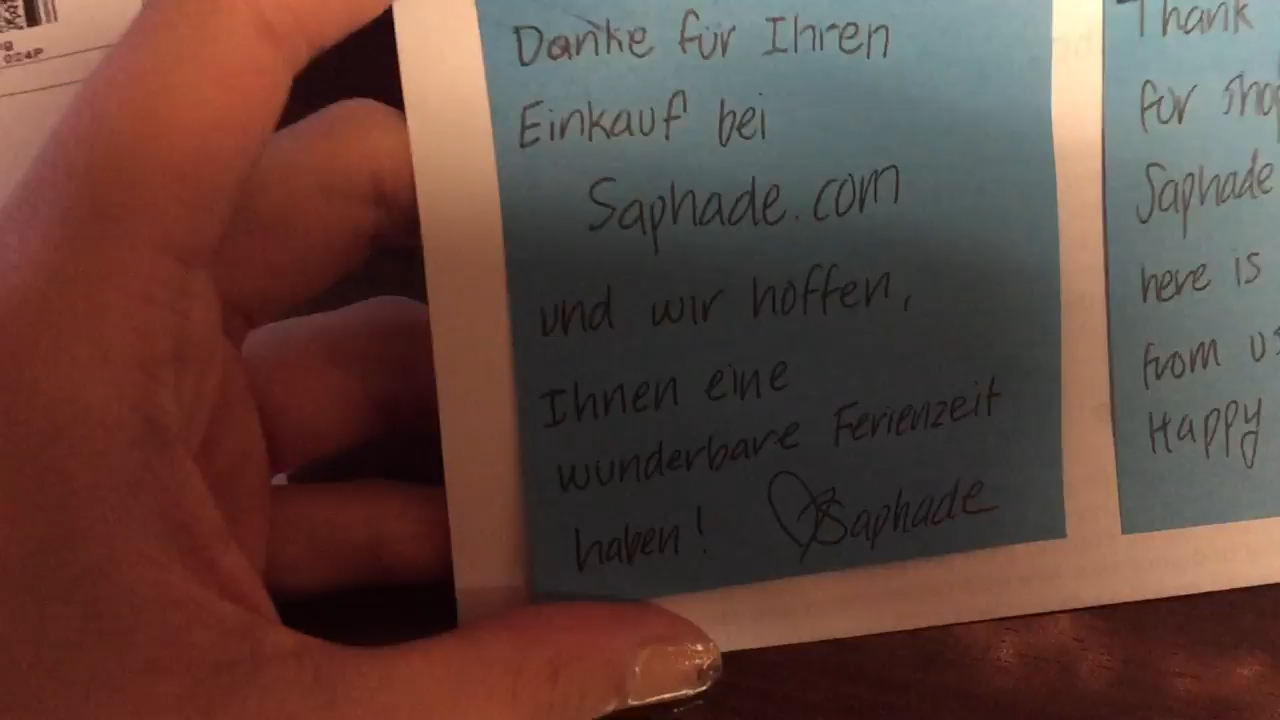 024P
Danke für Ihren
Einkauf bei
Saphade.com
und wir hoffen,
Ihnen eine
wunderbare Ferienzeit
haben!
Saphade
Thank
for
Saphade
here is
from
Happy